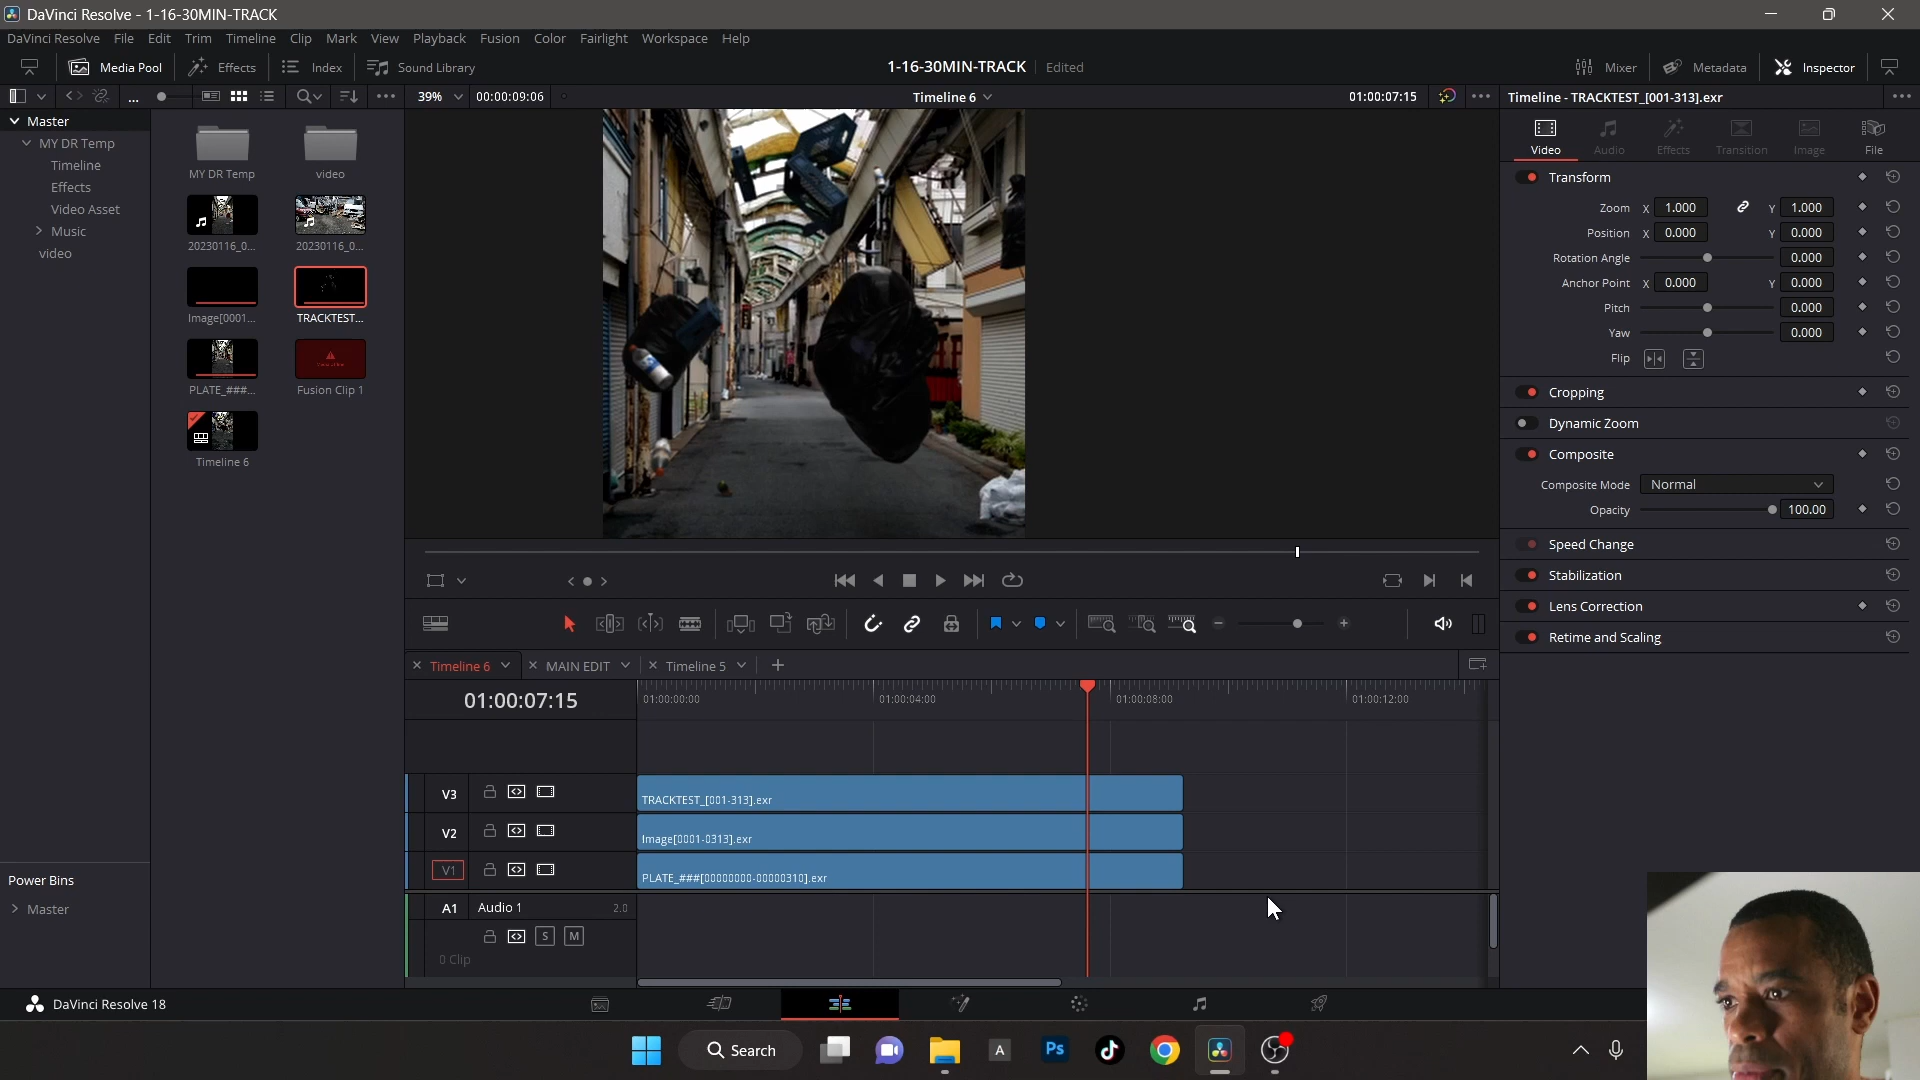 DaVinci Resolve - 1-16-30MIN-TRACK
DaVinci Resolve File Edit Trim Timeline Clip Mark View Playback Fusion Color Fairlight Workspace Help
Media Pool Effects Index Sound Library 1-16-30MIN-TRACK Edited Mixer Metadata Inspector
39% 00:00:09:06 Timeline 6 01:00:07:15 Timeline - TRACKTEST_[001-313].exr
Master
MY DR Temp
Timeline
Effects
Video Asset
Music
video
Power Bins
Master
MY DR Temp video
20230116_0... 20230116_0...
Image[0001... TRACKTEST...
PLATE_###... Fusion Clip 1
Timeline 6
Video Audio Effects Transition Image File
Transform
Zoom X 1.000 Y 1.000
Position X 0.000 Y 0.000
Rotation Angle 0.000
Anchor Point X 0.000 Y 0.000
Pitch 0.000
Yaw 0.000
Flip
Cropping
Dynamic Zoom
Composite
Composite Mode Normal
Opacity 100.00
Speed Change
Stabilization
Lens Correction
Retime and Scaling
Timeline 6 MAIN EDIT Timeline 5
01:00:07:15 01:00:00:00 01:00:04:00 01:00:08:00 01:00:12:00
V3 TRACKTEST_[001-313].exr
V2 Image[0001-0313].exr
V1 PLATE_###[00000000-00000310].exr
A1 Audio 1 2.0
S M
0 Clip
DaVinci Resolve 18
Search A Ps